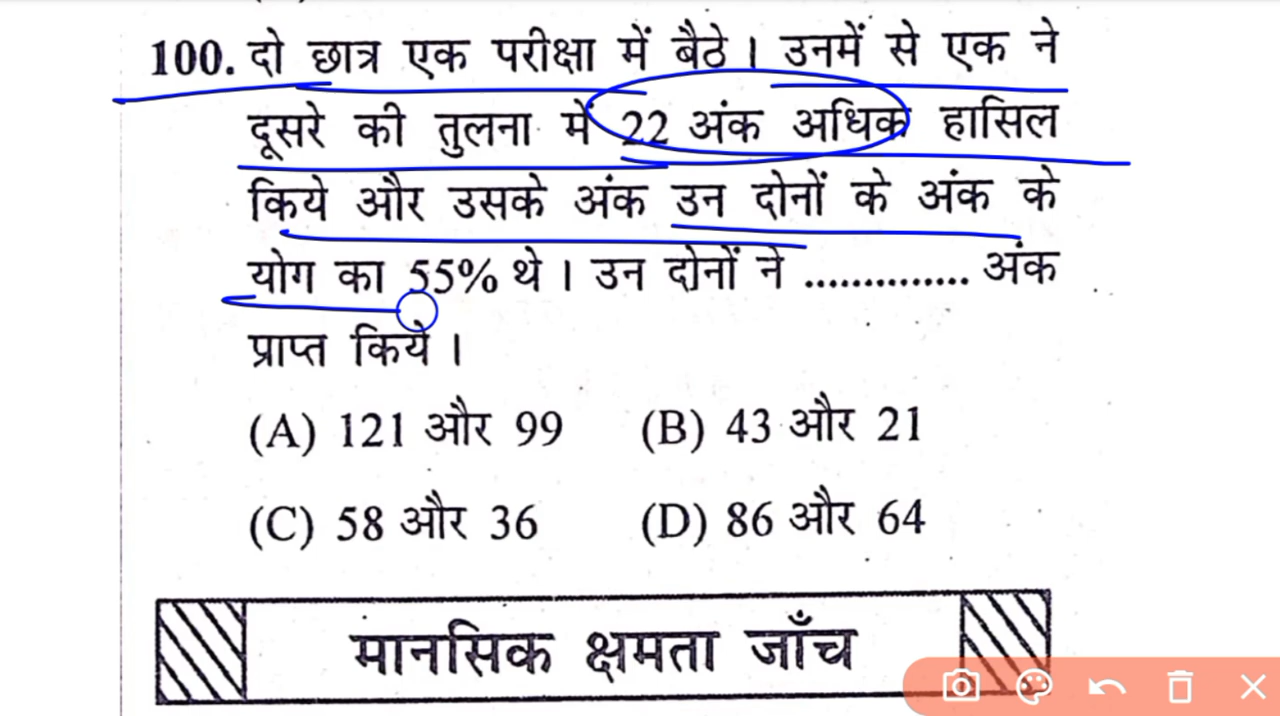 100. दो छात्र एक परीक्षा में बैठे। उनमें से एक ने
दूसरे की तुलना में 22 अंक अधिक हासिल
किये और उसके अंक उन दोनों के अंक के
योग का 55% थे। उन दोनों ने .............. अंक
प्राप्त किये।
(A) 121 और 99 (B) 43 और 21
(C) 58 और 36 (D) 86 और 64
मानसिक क्षमता जाँच